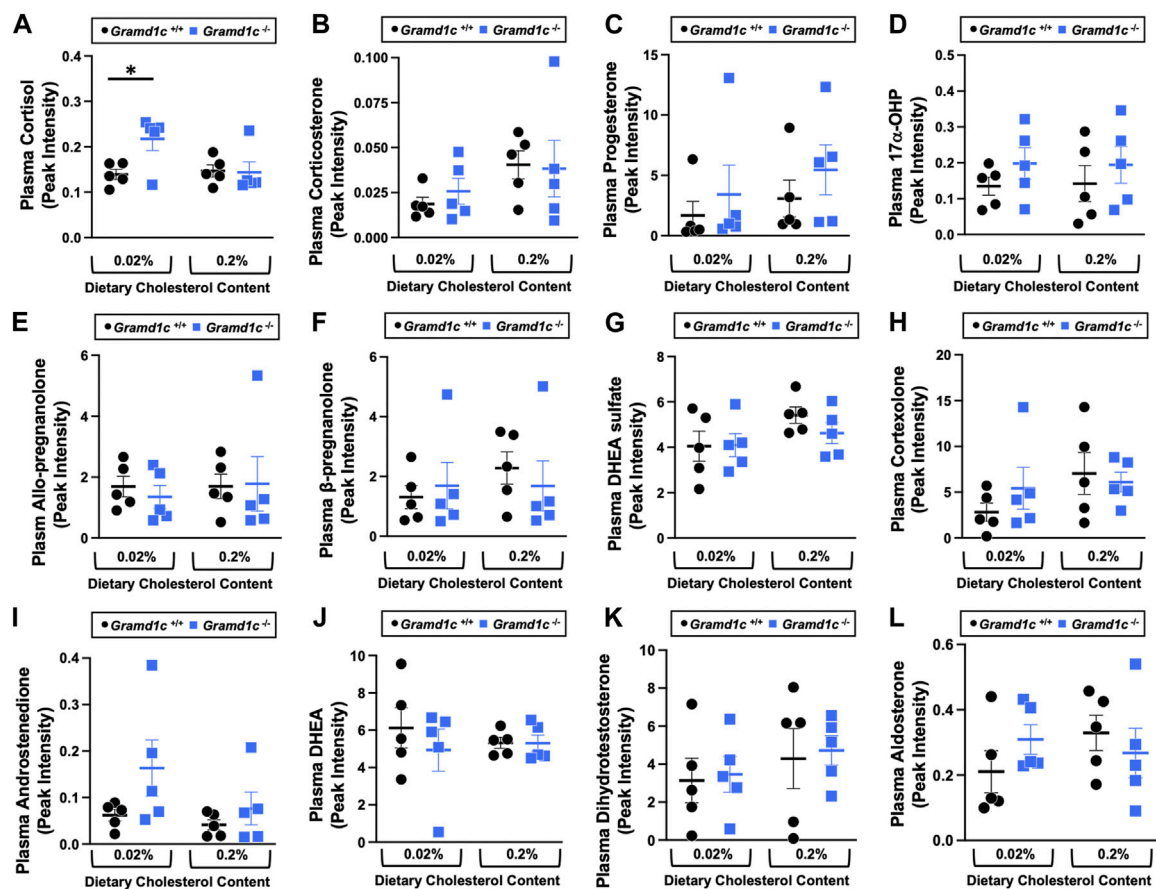 A
Gramd1c +/+ Gramd1c -/-
Plasma Cortisol
(Peak Intensity)
0.4
0.3
0.2
0.1
0.0
*
0.02% 0.2%
Dietary Cholesterol Content
B
Gramd1c +/+ Gramd1c -/-
Plasma Corticosterone
(Peak Intensity)
0.100
0.075
0.050
0.025
0.000
0.02% 0.2%
Dietary Cholesterol Content
C
Gramd1c +/+ Gramd1c -/-
Plasma Progesterone
(Peak Intensity)
15
10
5
0
0.02% 0.2%
Dietary Cholesterol Content
D
Gramd1c +/+ Gramd1c -/-
Plasma 17α-OHP
(Peak Intensity)
0.5
0.4
0.3
0.2
0.1
0.0
0.02% 0.2%
Dietary Cholesterol Content
E
Gramd1c +/+ Gramd1c -/-
Plasm Allo-pregnanolone
(Peak Intensity)
6
4
2
0
0.02% 0.2%
Dietary Cholesterol Content
F
Gramd1c +/+ Gramd1c -/-
Plasma β-pregnanolone
(Peak Intensity)
6
4
2
0
0.02% 0.2%
Dietary Cholesterol Content
G
Gramd1c +/+ Gramd1c -/-
Plasma DHEA sulfate
(Peak Intensity)
8
6
4
2
0
0.02% 0.2%
Dietary Cholesterol Content
H
Gramd1c +/+ Gramd1c -/-
Plasma Cortexolone
(Peak Intensity)
20
15
10
5
0
0.02% 0.2%
Dietary Cholesterol Content
I
Gramd1c +/+ Gramd1c -/-
Plasma Androstenedione
(Peak Intensity)
0.4
0.3
0.2
0.1
0.0
0.02% 0.2%
Dietary Cholesterol Content
J
Gramd1c +/+ Gramd1c -/-
Plasma DHEA
(Peak Intensity)
10
8
6
4
2
0
0.02% 0.2%
Dietary Cholesterol Content
K
Gramd1c +/+ Gramd1c -/-
Plasma Dihydrotestosterone
(Peak Intensity)
10
8
6
4
2
0
0.02% 0.2%
Dietary Cholesterol Content
L
Gramd1c +/+ Gramd1c -/-
Plasma Aldosterone
(Peak Intensity)
0.6
0.4
0.2
0.0
0.02% 0.2%
Dietary Cholesterol Content